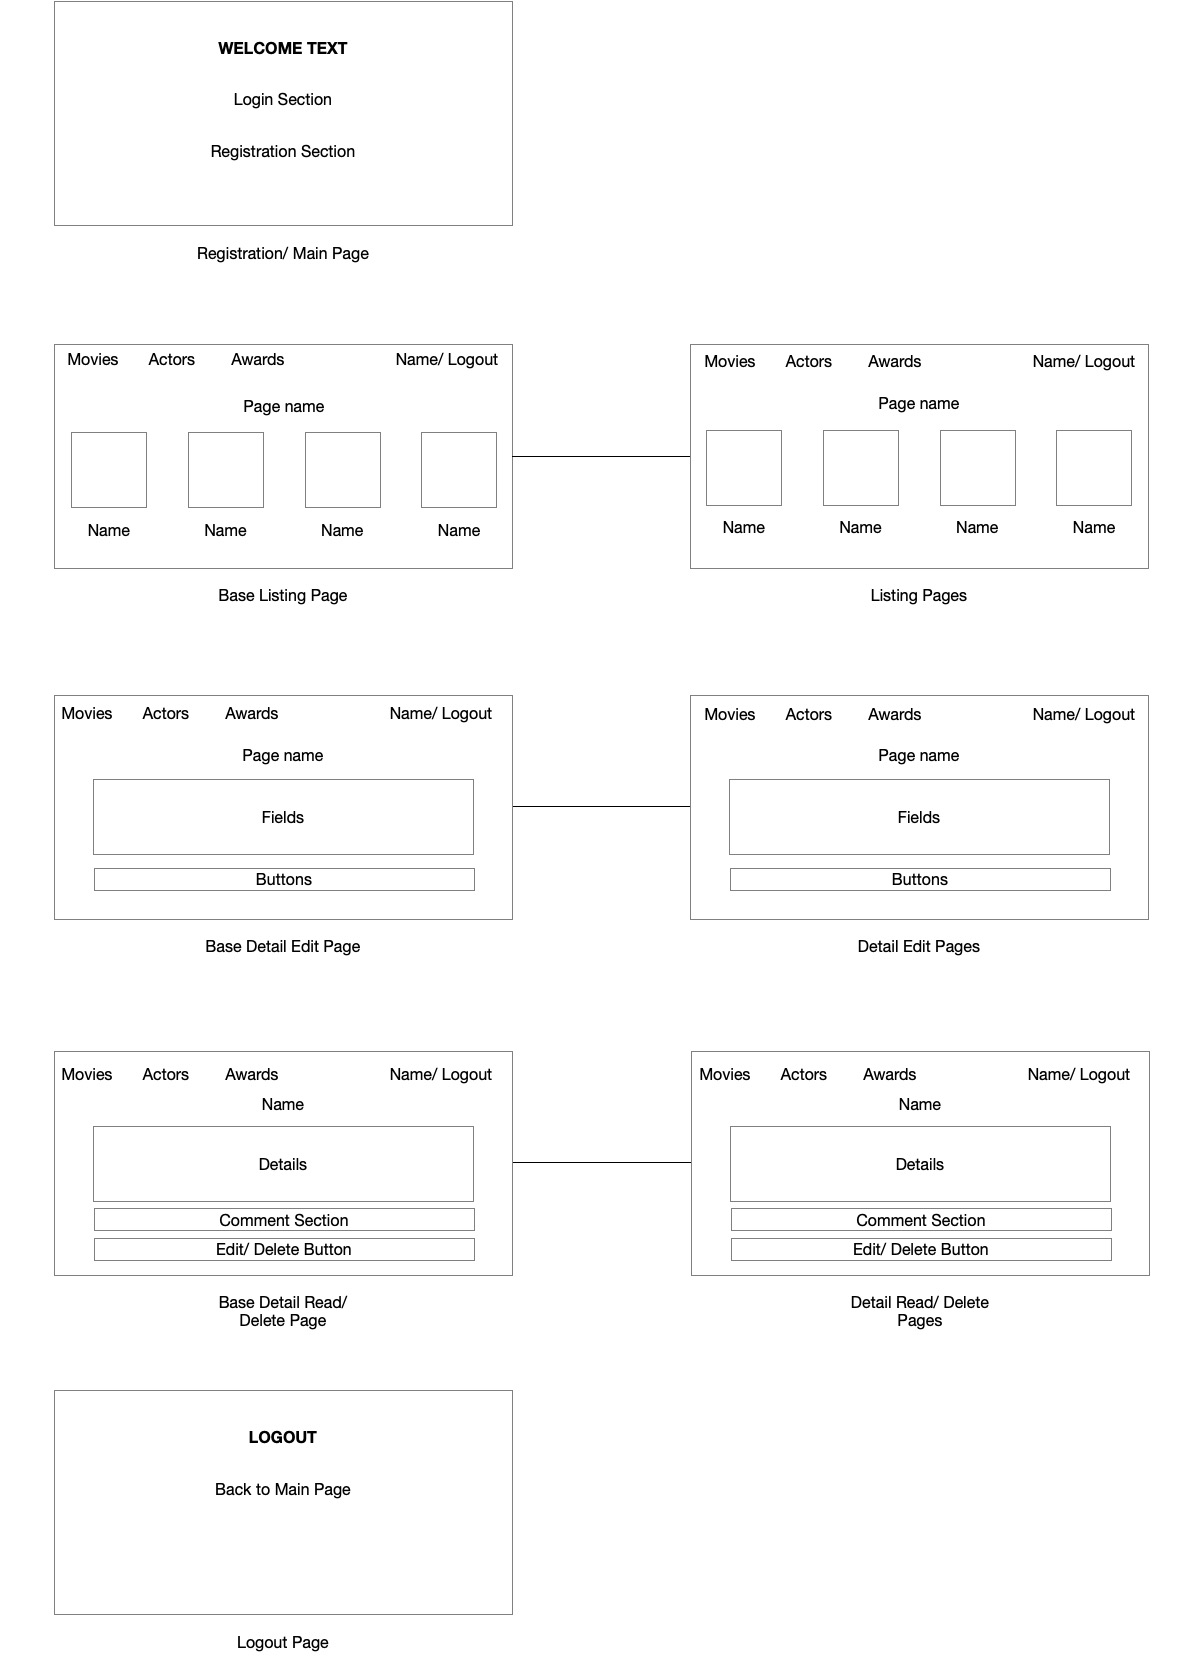 WELCOME TEXT
Login Section
Registration Section
Registration/ Main Page
Movies Actors Awards Name/ Logout
Page name
Name Name Name Name
Base Listing Page
Movies Actors Awards Name/ Logout
Page name
Name Name Name Name
Listing Pages
Movies Actors Awards Name/ Logout
Page name
Fields
Buttons
Base Detail Edit Page
Movies Actors Awards Name/ Logout
Page name
Fields
Buttons
Detail Edit Pages
Movies Actors Awards Name/ Logout
Name
Details
Comment Section
Edit/ Delete Button
Base Detail Read/
Delete Page
Movies Actors Awards Name/ Logout
Name
Details
Comment Section
Edit/ Delete Button
Detail Read/ Delete
Pages
LOGOUT
Back to Main Page
Logout Page